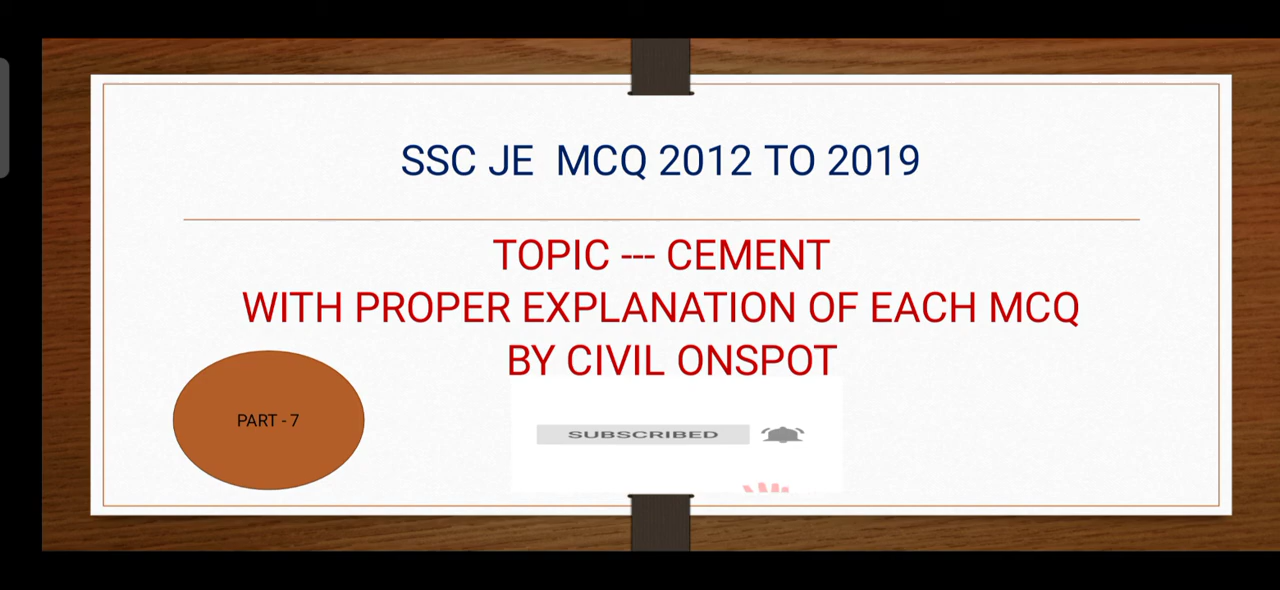 SSC JE MCQ 2012 TO 2019
TOPIC --- CEMENT
WITH PROPER EXPLANATION OF EACH MCQ
BY CIVIL ONSPOT
PART - 7
SUBSCRIBED